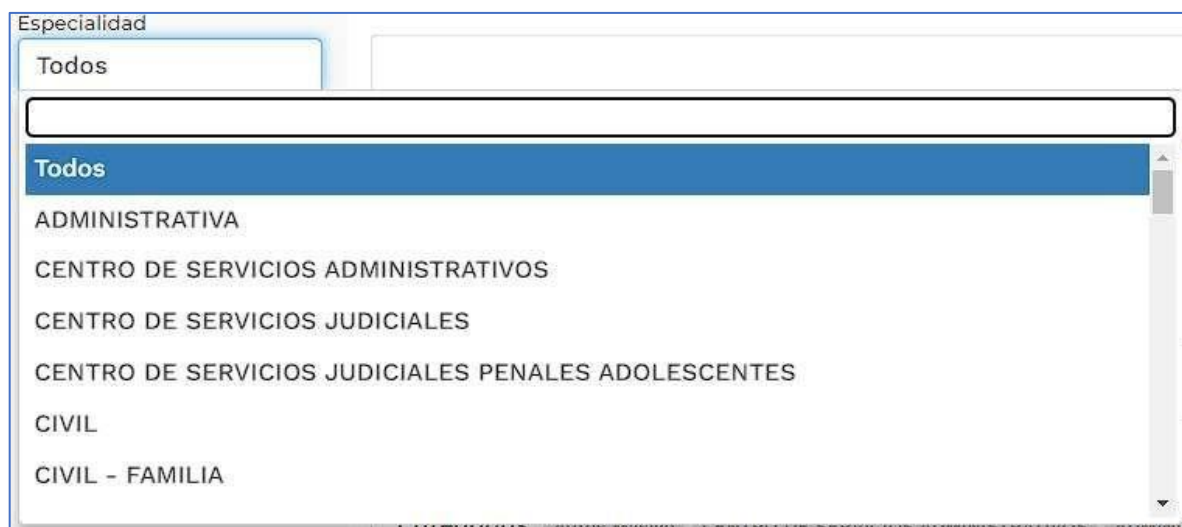 Especialidad
Todos
Todos
ADMINISTRATIVA
CENTRO DE SERVICIOS ADMINISTRATIVOS
CENTRO DE SERVICIOS JUDICIALES
CENTRO DE SERVICIOS JUDICIALES PENALES ADOLESCENTES
CIVIL
CIVIL - FAMILIA